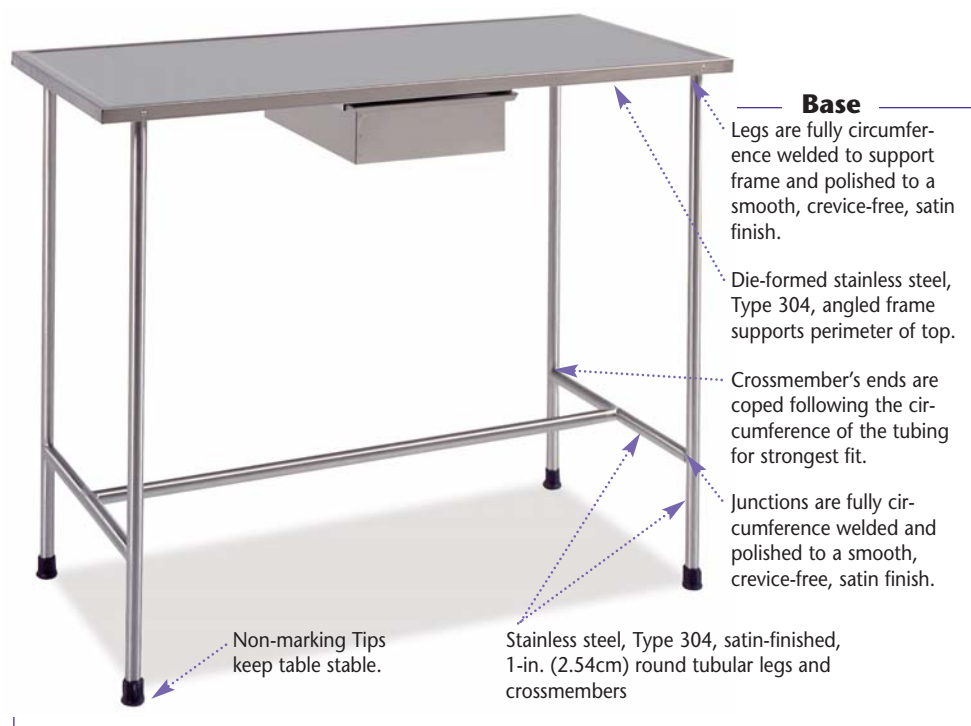 Base
Legs are fully circumfer-
ence welded to support
frame and polished to a
smooth, crevice-free, satin
finish.
Die-formed stainless steel,
Type 304, angled frame
supports perimeter of top.
Crossmember's ends are
coped following the cir-
cumference of the tubing
for strongest fit.
Junctions are fully cir-
cumference welded and
polished to a smooth,
crevice-free, satin finish.
Non-marking Tips
keep table stable.
Stainless steel, Type 304, satin-finished,
1-in. (2.54cm) round tubular legs and
crossmembers